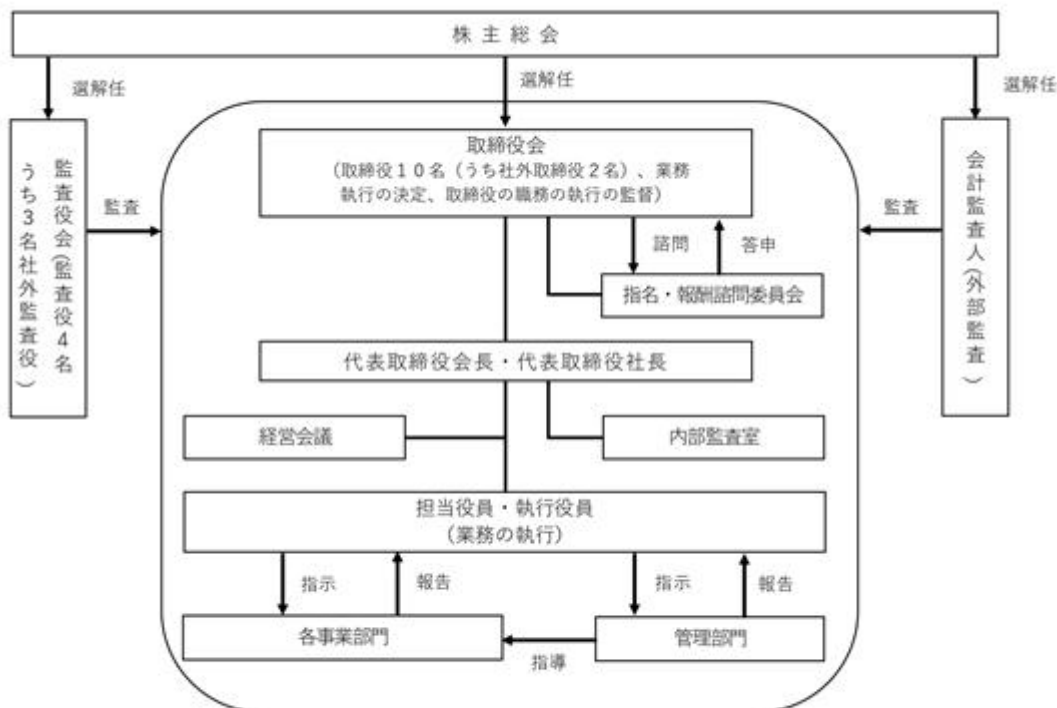 株主総会
選解任
選解任
選解任
取締役会
(取締役10名(うち社外取締役2名)、業務
執行の決定、取締役の職務の執行の監督)
監査役会(監査役4名
うち3名社外監査役)
監査
会計監査人(外部監査)
監査
諮問
答申
指名・報酬諮問委員会
代表取締役会長・代表取締役社長
経営会議
内部監査室
担当役員・執行役員
(業務の執行)
指示
報告
指示
報告
各事業部門
管理部門
指導